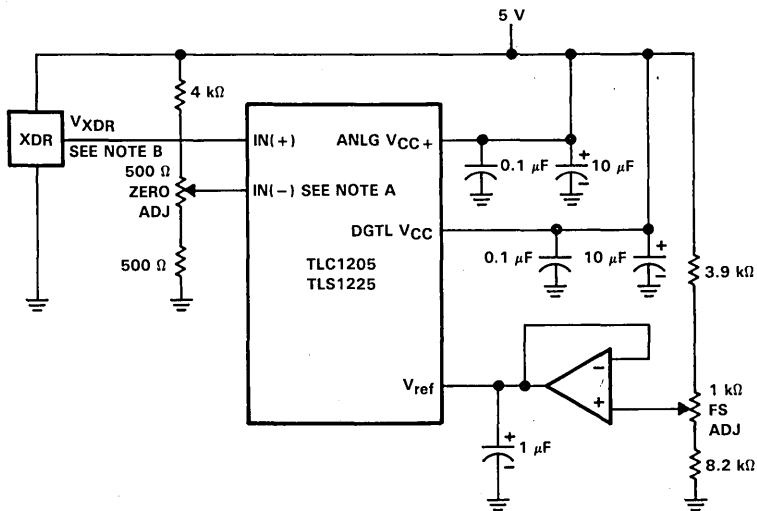 5 V
4 kΩ
XDR
VXDR
SEE NOTE B
500 Ω
ZERO
ADJ
500 Ω
IN(+)
ANLG VCC+
IN(−) SEE NOTE A
DGTL VCC
TLC1205
TLS1225
Vref
0.1 μF
+
10 μF
−
0.1 μF
10 μF
+
−
3.9 kΩ
−
+
1 kΩ
FS
ADJ
8.2 kΩ
+
1 μF
−